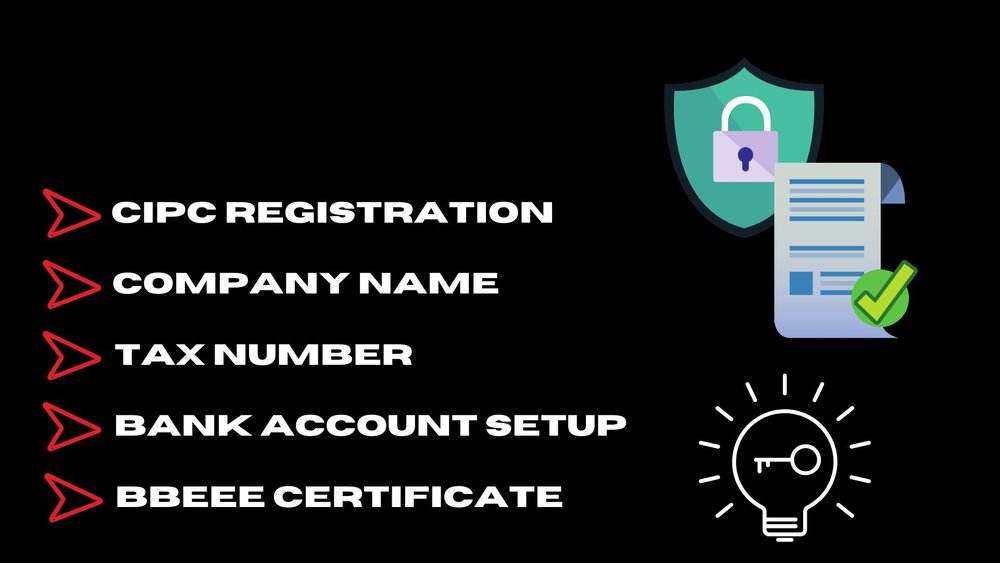 CIPC REGISTRATION
COMPANY NAME
TAX NUMBER
BANK ACCOUNT SETUP
BBEEE CERTIFICATE